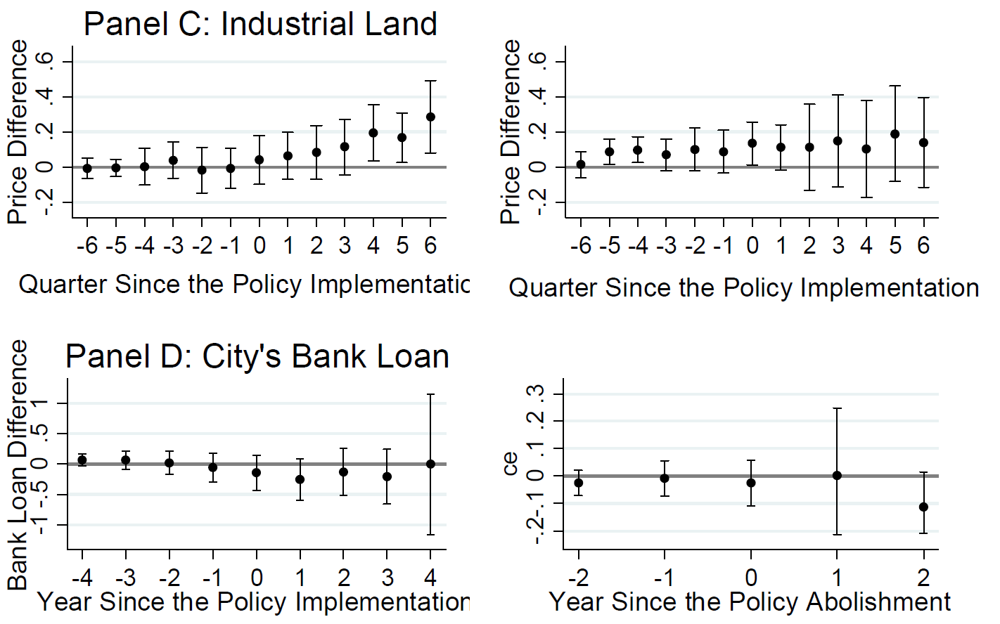 Panel C: Industrial Land
Price Difference
.6
.4
.2
0
-.2
-6 -5 -4 -3 -2 -1 0 1 2 3 4 5 6
Quarter Since the Policy Implementatio
Price Difference
.6
.4
.2
0
-.2
-6 -5 -4 -3 -2 -1 0 1 2 3 4 5 6
Quarter Since the Policy Implementation
Panel D: City's Bank Loan
Bank Loan Difference
1
.5
0
-.5
-1
-4 -3 -2 -1 0 1 2 3 4
Year Since the Policy Implementation
ce
.3
.2
.1
0
-.1
-.2
-2 -1 0 1 2
Year Since the Policy Abolishment